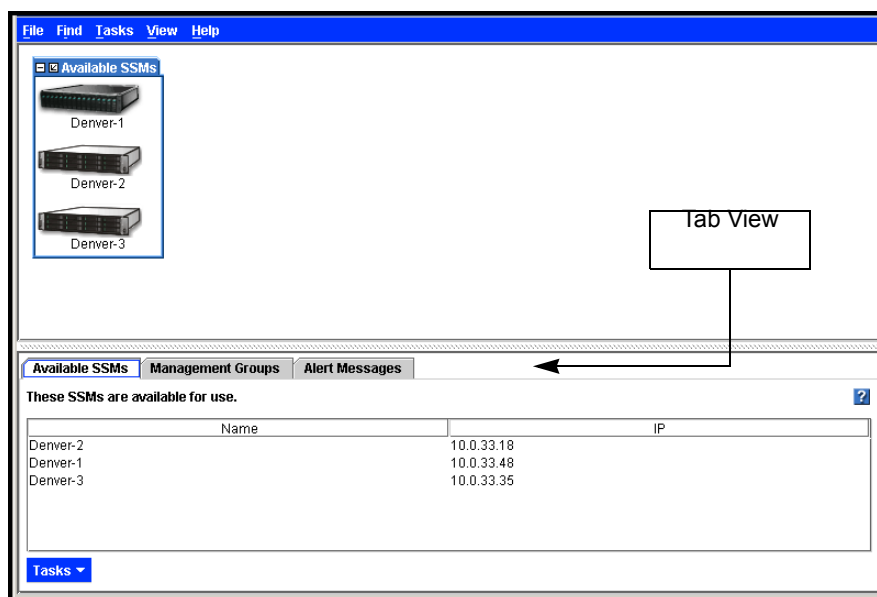 File Find Tasks View Help
Available SSMs
Denver-1
Denver-2
Denver-3
Tab View
Available SSMs Management Groups Alert Messages
These SSMs are available for use. ?
Name IP
Denver-2 10.0.33.18
Denver-1 10.0.33.48
Denver-3 10.0.33.35
Tasks